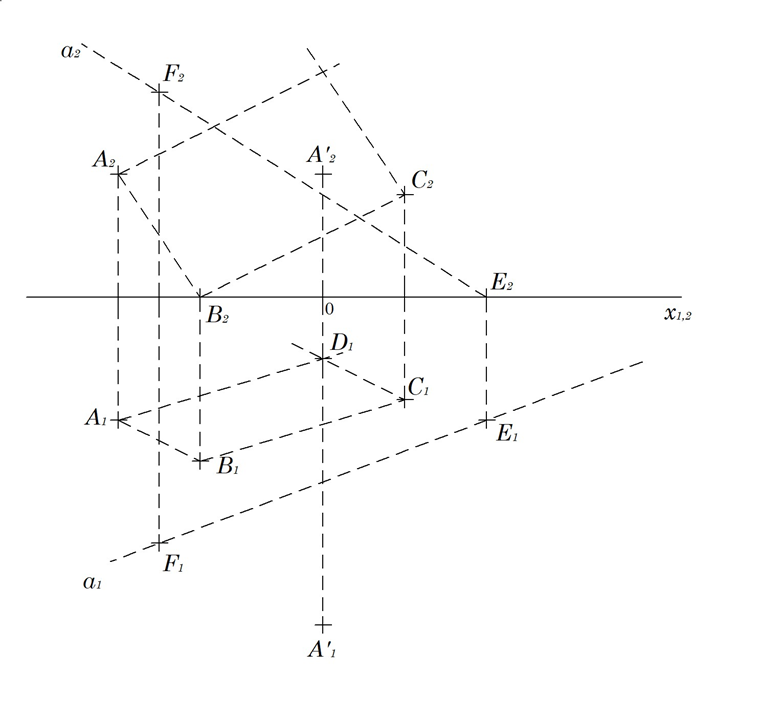 a₂
F₂
A₂
A'₂
C₂
E₂
B₂
0
x₁,₂
D₁
C₁
A₁
E₁
B₁
F₁
a₁
A'₁